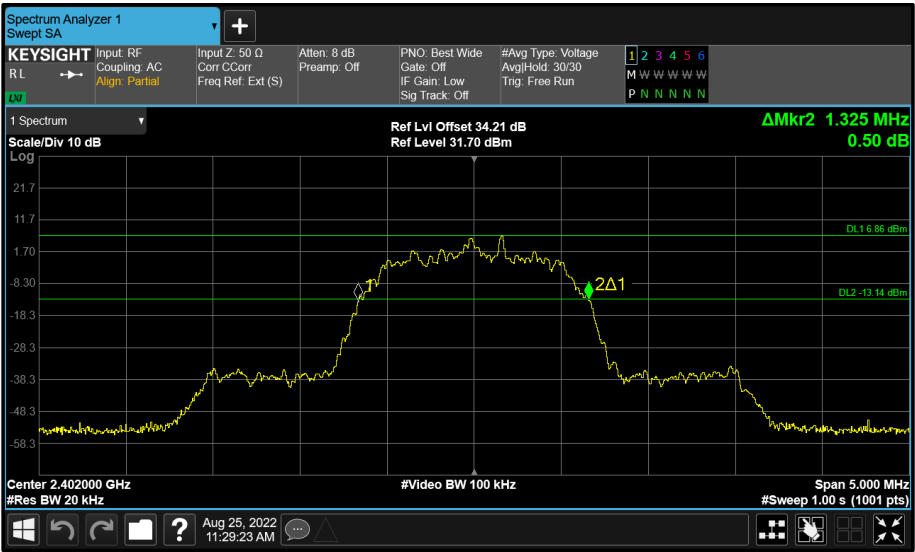 Spectrum Analyzer 1
Swept SA
KEYSIGHT
RL
LXI
Input: RF
Coupling: AC
Align: Partial
Input Z: 50 Ω
Corr CCorr
Freq Ref: Ext (S)
Atten: 8 dB
Preamp: Off
PNO: Best Wide
Gate: Off
IF Gain: Low
Sig Track: Off
#Avg Type: Voltage
Avg|Hold: 30/30
Trig: Free Run
1 2 3 4 5 6
M W W W W W
P N N N N N
1 Spectrum
Scale/Div 10 dB
Ref Lvl Offset 34.21 dB
Ref Level 31.70 dBm
ΔMkr2 1.325 MHz
0.50 dB
Log
21.7
11.7
DL1 6.86 dBm
1.70
-8.30
1
2Δ1
DL2 -13.14 dBm
-18.3
-28.3
-38.3
-48.3
-58.3
Center 2.402000 GHz
#Video BW 100 kHz
Span 5.000 MHz
#Res BW 20 kHz
#Sweep 1.00 s (1001 pts)
Aug 25, 2022
11:29:23 AM